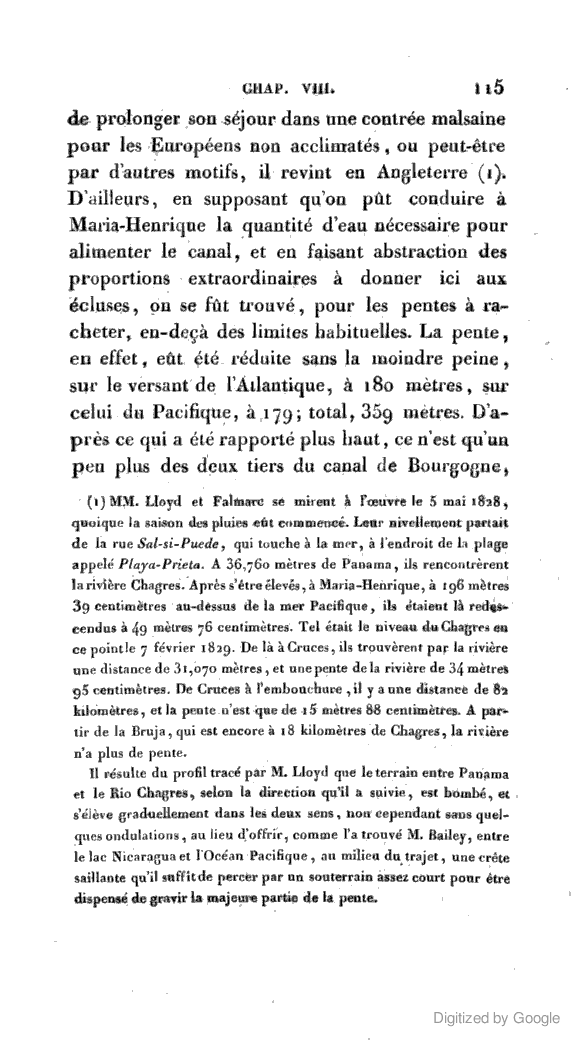 CHAP. VIII. 115
de prolonger son séjour dans une contrée malsaine
pour les Européens non acclimatés, ou peut-être
par d'autres motifs, il revint en Angleterre (1).
D'ailleurs, en supposant qu'on pût conduire à
Maria-Henrique la quantité d'eau nécessaire pour
alimenter le canal, et en faisant abstraction des
proportions extraordinaires à donner ici aux
écluses, on se fût trouvé, pour les pentes à ra-
cheter, en-deçà des limites habituelles. La pente,
en effet, eût été réduite sans la moindre peine,
sur le versant de l'Atlantique, à 180 mètres, sur
celui du Pacifique, à 179; total, 359 mètres. D'a-
près ce qui a été rapporté plus haut, ce n'est qu'un
peu plus des deux tiers du canal de Bourgogne,
(1) MM. Lloyd et Falmarc se mirent à l'œuvre le 5 mai 1828,
quoique la saison des pluies eût commencé. Leur nivellement partait
de la rue Sal-si-Puede, qui touche à la mer, à l'endroit de la plage
appelé Playa-Prieta. A 36,760 mètres de Panama, ils rencontrèrent
la rivière Chagres. Après s'être élevés, à Maria-Henrique, à 196 mètres
39 centimètres au-dessus de la mer Pacifique, ils étaient là redes-
cendus à 49 mètres 76 centimètres. Tel était le niveau du Chagres en
ce point le 7 février 1829. De là à Cruces, ils trouvèrent par la rivière
une distance de 31,070 mètres, et une pente de la rivière de 34 mètres
95 centimètres. De Cruces à l'embouchure, il y a une distance de 82
kilomètres, et la pente n'est que de 15 mètres 88 centimètres. A par-
tir de la Bruja, qui est encore à 18 kilomètres de Chagres, la rivière
n'a plus de pente.
Il résulte du profil tracé par M. Lloyd que le terrain entre Panama
et le Rio Chagres, selon la direction qu'il a suivie, est bombé, et
s'élève graduellement dans les deux sens, non cependant sans quel-
ques ondulations, au lieu d'offrir, comme l'a trouvé M. Bailey, entre
le lac Nicaragua et l'Océan Pacifique, au milieu du trajet, une crête
saillante qu'il suffit de percer par un souterrain assez court pour être
dispensé de gravir la majeure partie de la pente.
Digitized by Google